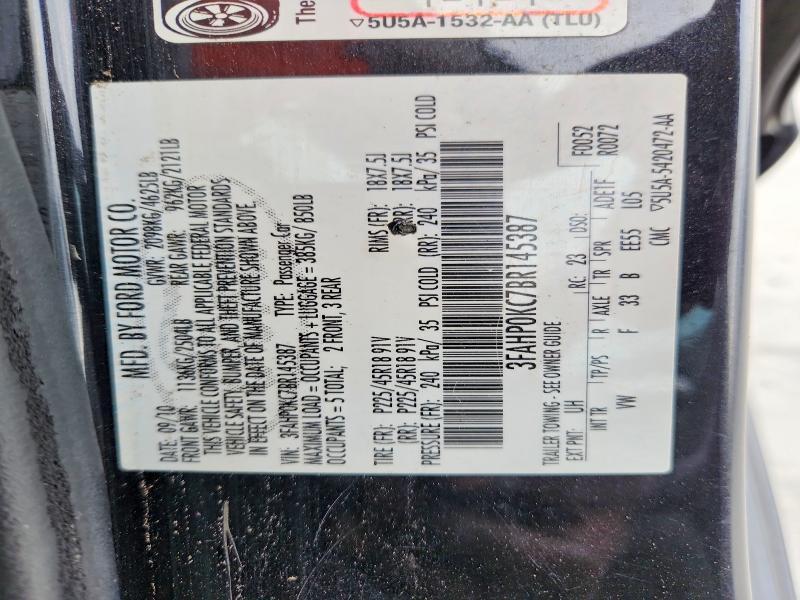 The
5U5A-1532-AA (TLU)
MFD. BY FORD MOTOR CO.
DATE: 09/10 GVWR: 2098KG/4625LB
FRONT GAWR: 1136KG/2504LB REAR GAWR: 962KG/2121LB
THIS VEHICLE CONFORMS TO ALL APPLICABLE FEDERAL MOTOR
VEHICLE SAFETY, BUMPER, AND THEFT PREVENTION STANDARDS
IN EFFECT ON THE DATE OF MANUFACTURE SHOWN ABOVE.
VIN: 3FAHP0KC7BR145387 TYPE: Passenger Car
MAXIMUM LOAD = OCCUPANTS + LUGGAGE = 385KG/ 850LB
OCCUPANTS = 5 TOTAL; 2 FRONT, 3 REAR
TIRE (FR): P225/45R18 91V RIMS (FR): 18X7.5J
(RR): P225/45R18 91V (RR): 18X7.5J
PRESSURE (FR): 240 kPa/ 35 PSI COLD (RR): 240 kPa/ 35 PSI COLD
3FAHP0KC7BR145387
TRAILER TOWING - SEE OWNER GUIDE F0052
EXT PNT: UH RC: 23 DSO: R0072
INT TR TP/PS R AXLE TR SPR ADETF
VW F 33 B EE55 L05
CMC 5U5A-5420472-AA